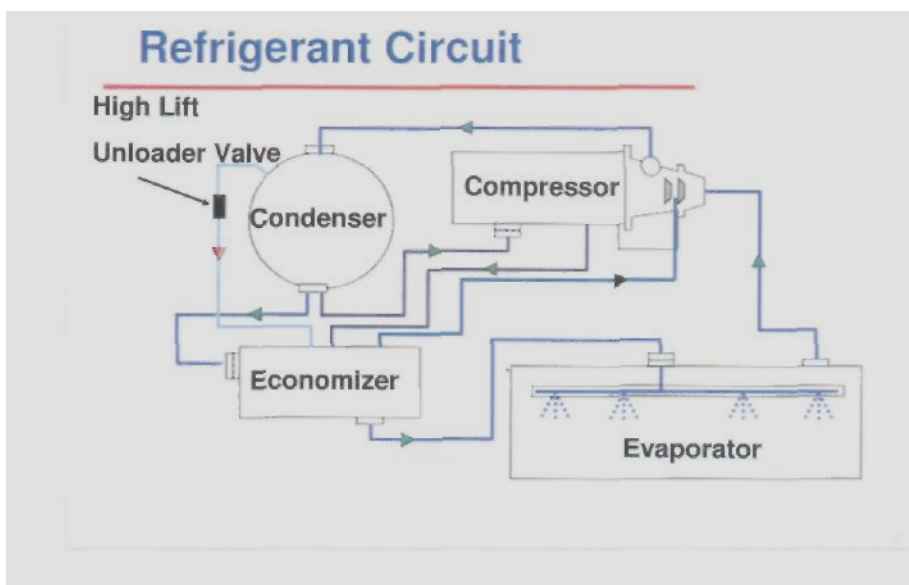 Refrigerant Circuit
High Lift
Unloader Valve
Condenser
Compressor
Economizer
Evaporator